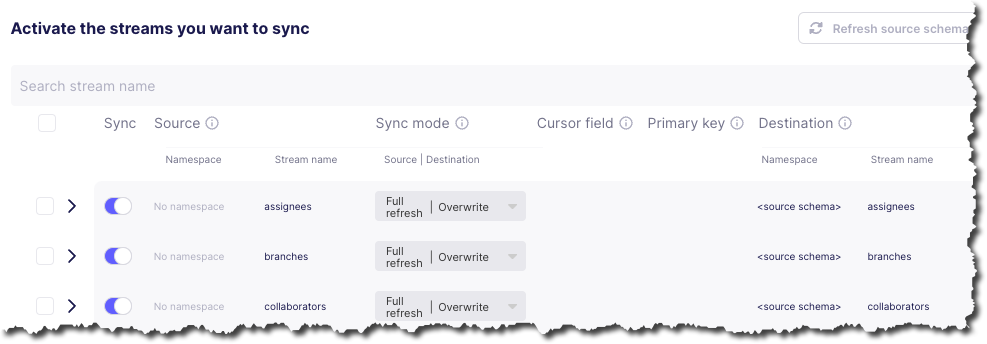 Activate the streams you want to sync
Refresh source schema
Search stream name
Sync Source Sync mode Cursor field Primary key Destination
Namespace Stream name Source | Destination Namespace Stream name
No namespace assignees Full refresh | Overwrite <source schema> assignees
No namespace branches Full refresh | Overwrite <source schema> branches
No namespace collaborators Full refresh | Overwrite <source schema> collaborators